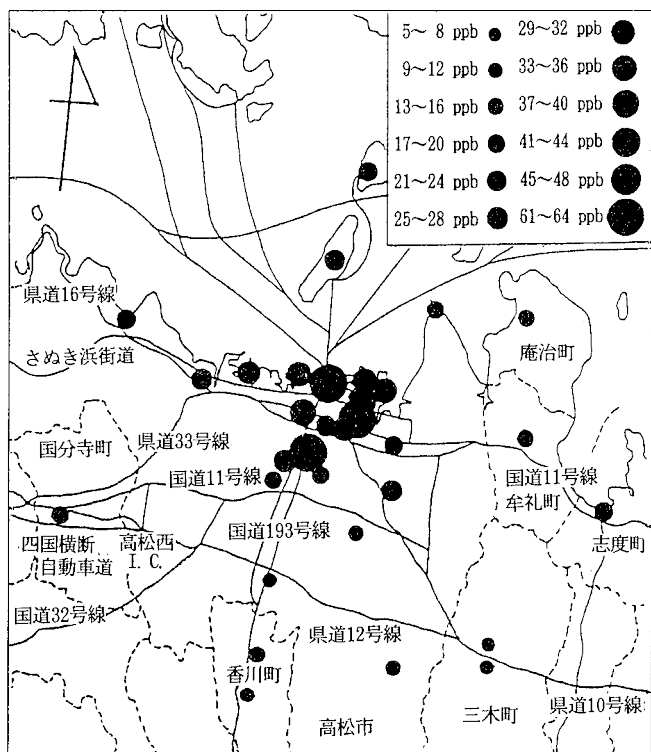 5～ 8 ppb
29～32 ppb
9～12 ppb
33～36 ppb
13～16 ppb
37～40 ppb
17～20 ppb
41～44 ppb
21～24 ppb
45～48 ppb
25～28 ppb
61～64 ppb
県道16号線
さぬき浜街道
庵治町
国分寺町
県道33号線
国道11号線
国道11号線
牟礼町
国道193号線
四国横断
自動車道
高松西
I. C.
志度町
国道32号線
県道12号線
香川町
高松市
三木町
県道10号線